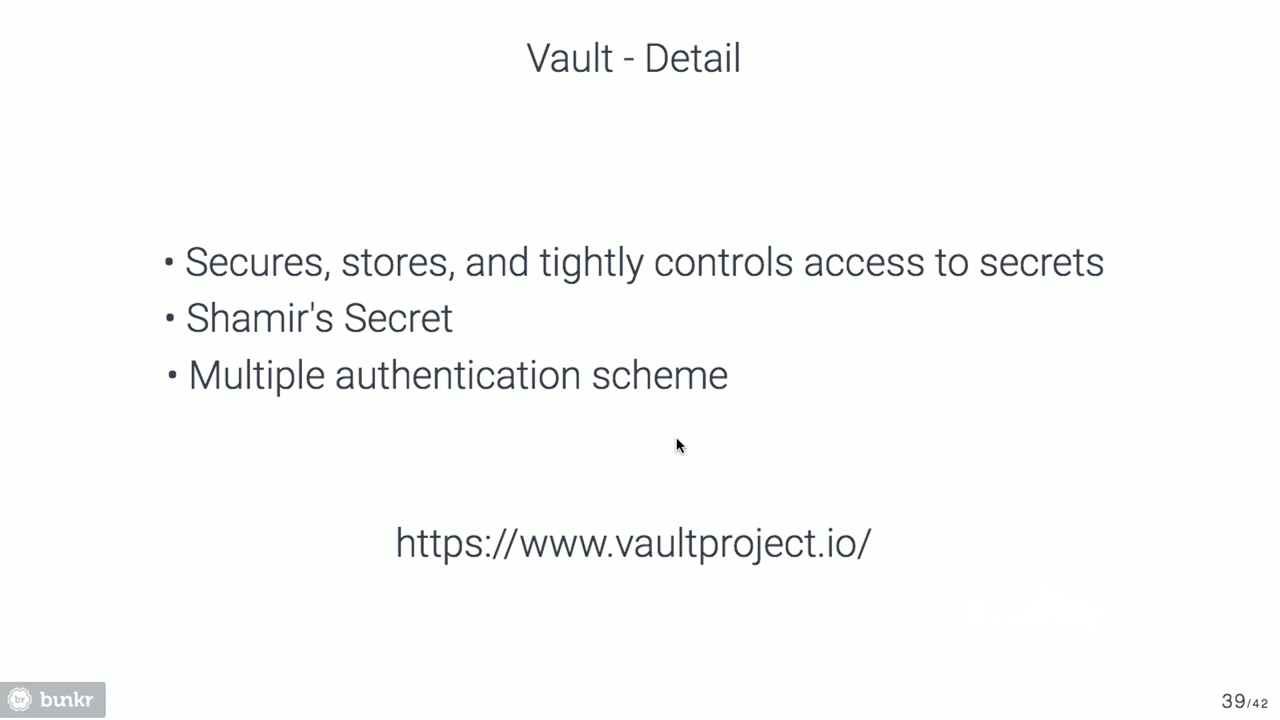 Vault - Detail
• Secures, stores, and tightly controls access to secrets
• Shamir's Secret
• Multiple authentication scheme
https://www.vaultproject.io/
br bunkr
39/42